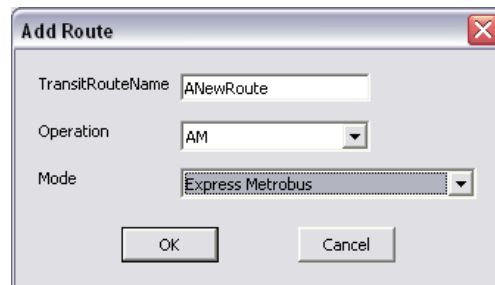 Add Route
TransitRouteName ANewRoute
Operation AM
Mode Express Metrobus
OK Cancel